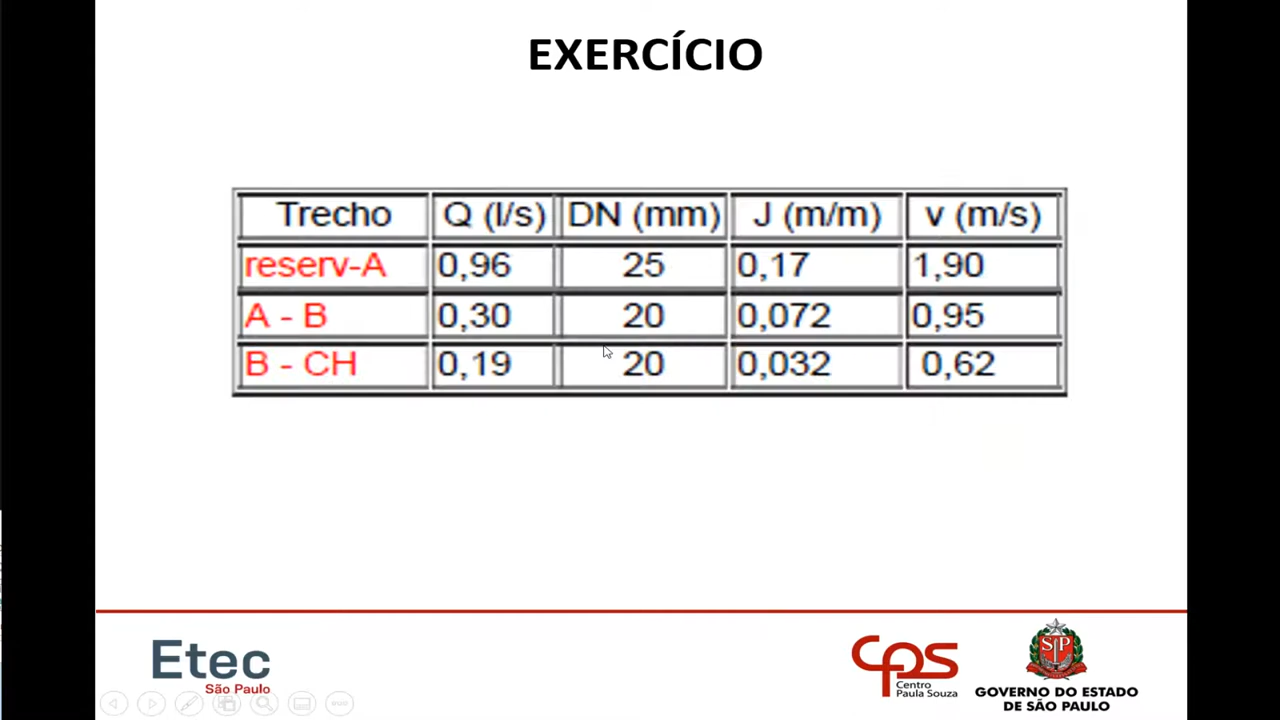 EXERCÍCIO
Trecho Q (l/s) DN (mm) J (m/m) v (m/s)
reserv-A 0,96 25 0,17 1,90
A - B 0,30 20 0,072 0,95
B - CH 0,19 20 0,032 0,62
Etec
São Paulo
cps
Centro
Paula Souza
SP
GOVERNO DO ESTADO
DE SÃO PAULO